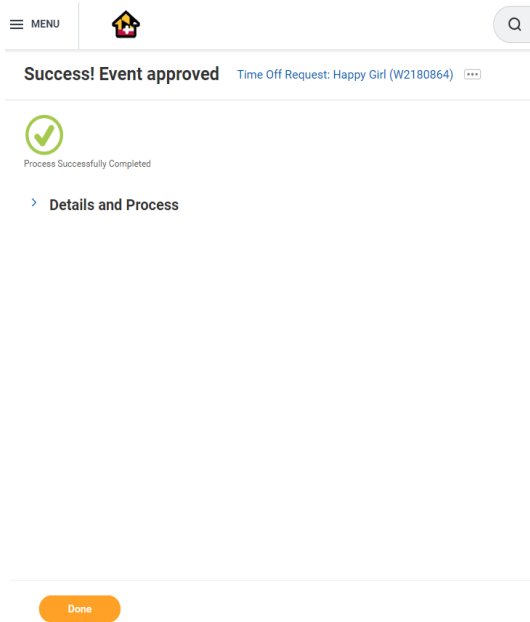 MENU
Success! Event approved
Time Off Request: Happy Girl (W2180864)
Process Successfully Completed
Details and Process
Done